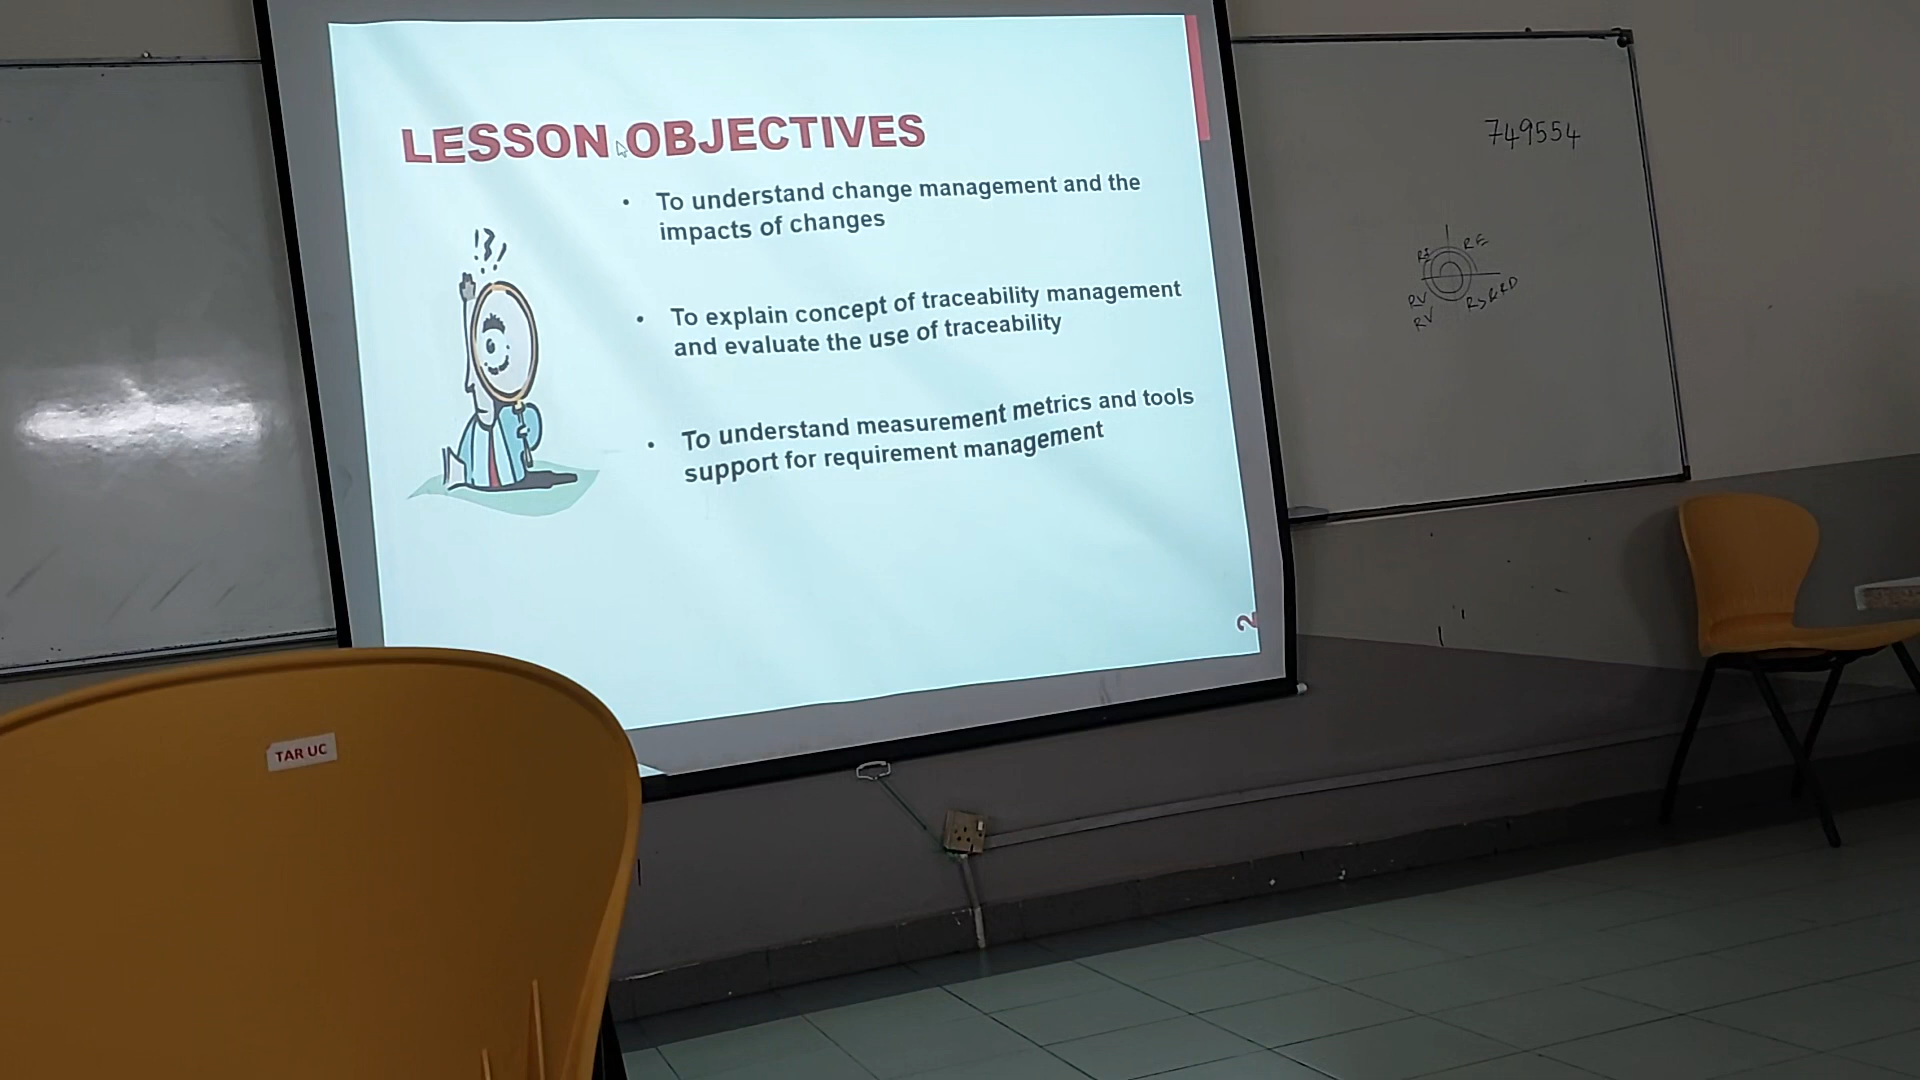 LESSON OBJECTIVES
• To understand change management and the
impacts of changes
• To explain concept of traceability management
and evaluate the use of traceability
• To understand measurement metrics and tools
support for requirement management
!?,
2
749554
RE
RV
RV
TAR UC